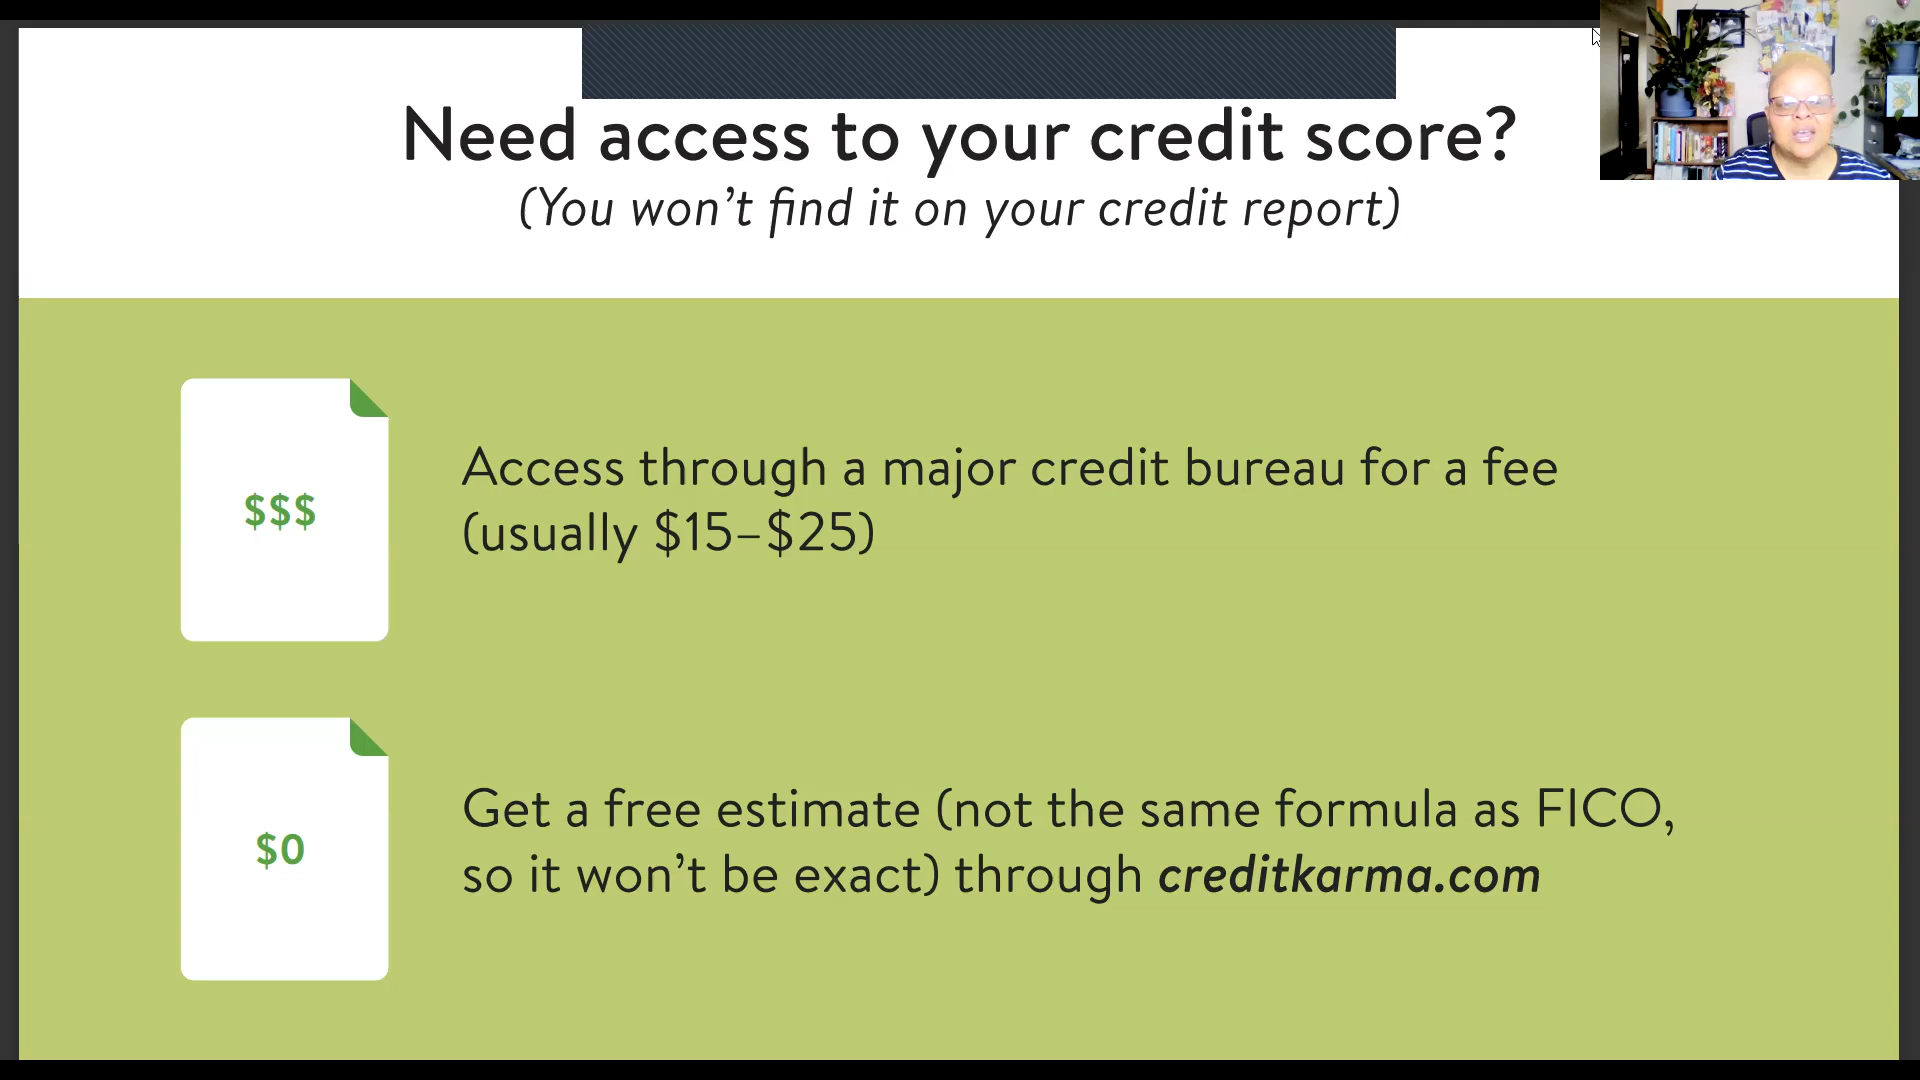 Need access to your credit score?
(You won't find it on your credit report)
$$$
Access through a major credit bureau for a fee
(usually $15–$25)
$0
Get a free estimate (not the same formula as FICO,
so it won't be exact) through creditkarma.com